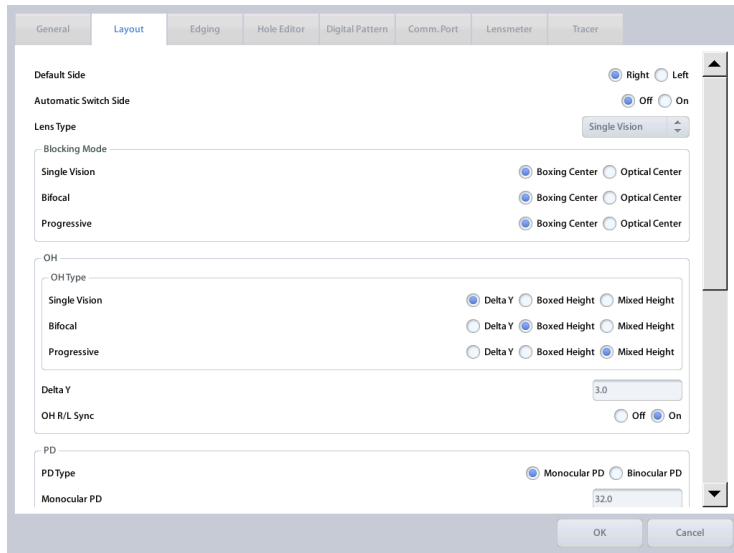 General Layout Edging Hole Editor Digital Pattern Comm. Port Lensmeter Tracer
Default Side Right Left
Automatic Switch Side Off On
Lens Type Single Vision
Blocking Mode
Single Vision Boxing Center Optical Center
Bifocal Boxing Center Optical Center
Progressive Boxing Center Optical Center
OH
OH Type
Single Vision Delta Y Boxed Height Mixed Height
Bifocal Delta Y Boxed Height Mixed Height
Progressive Delta Y Boxed Height Mixed Height
Delta Y 3.0
OH R/L Sync Off On
PD
PD Type Monocular PD Binocular PD
Monocular PD 32.0
OK Cancel